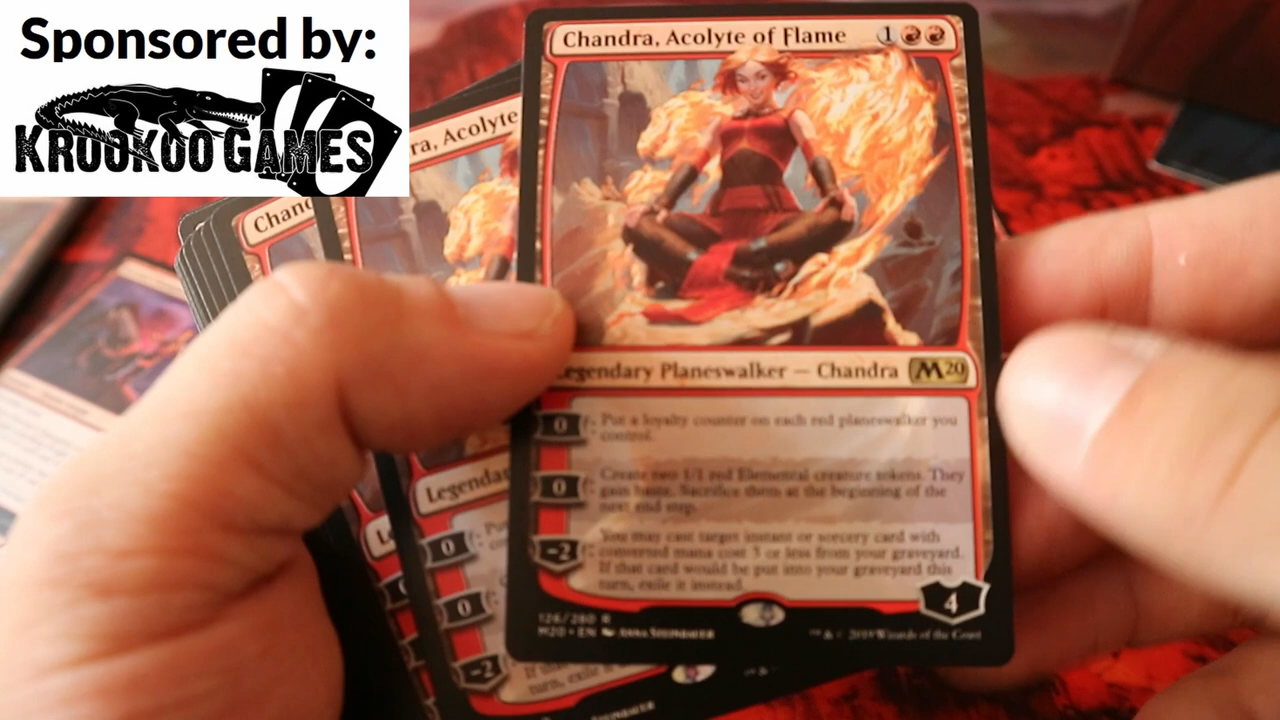 Sponsored by:
KROOKOO GAMES
Chandra, Acolyte of Flame 1
ra, Acolyte
Chand
Legendary Planeswalker — Chandra M20
0: Put a loyalty counter on each red planeswalker you
control.
0: Create two 1/1 red Elemental creature tokens. They
gain haste. Sacrifice them at the beginning of the
next end step.
-2: You may cast target instant or sorcery card with
converted mana cost 3 or less from your graveyard.
If that card would be put into your graveyard this
turn, exile it instead.
4
126/280 R
M20 • EN Anna Steinbauer
™ & © 2019 Wizards of the Coast
Legendar
0
0
-2
turn, exile